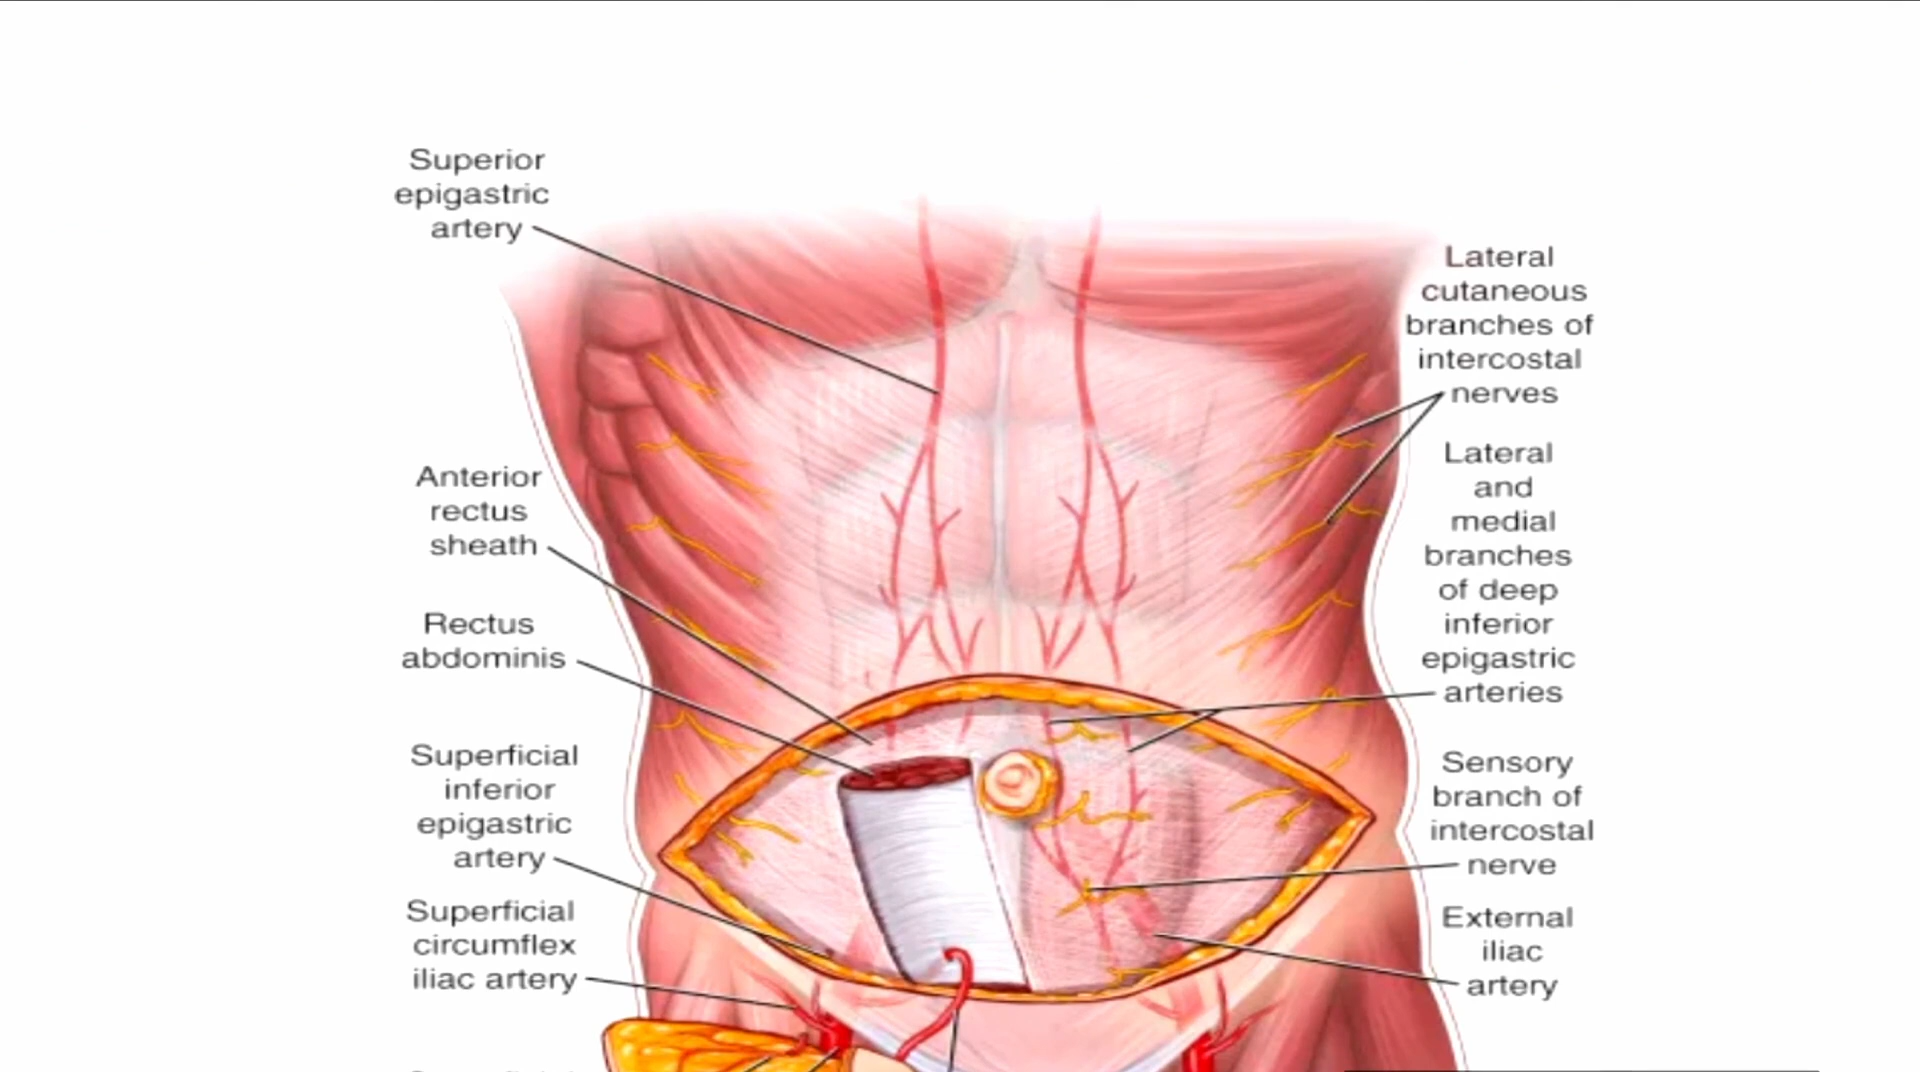 Superior
epigastric
artery
Anterior
rectus
sheath
Rectus
abdominis
Superficial
inferior
epigastric
artery
Superficial
circumflex
iliac artery
Lateral
cutaneous
branches of
intercostal
nerves
Lateral
and
medial
branches
of deep
inferior
epigastric
arteries
Sensory
branch of
intercostal
nerve
External
iliac
artery